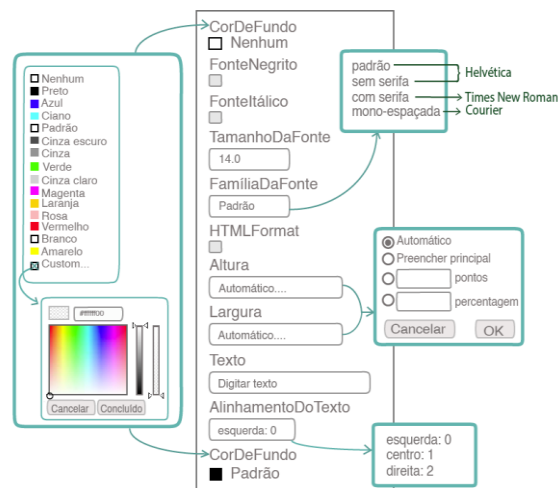 Nenhum
Preto
Azul
Ciano
Padrão
Cinza escuro
Cinza
Verde
Cinza claro
Magenta
Laranja
Rosa
Vermelho
Branco
Amarelo
Custom...
Cancelar
Concluído
CorDeFundo
Nenhum
FonteNegrito
FonteItálico
TamanhoDaFonte
14.0
FamíliaDaFonte
Padrão
HTMLFormat
Altura
Automático....
Largura
Automático....
Texto
Digitar texto
AlinhamentoDoTexto
esquerda: 0
CorDeFundo
Padrão
padrão
sem serifa
Helvética
com serifa
Times New Roman
mono-espaçada
Courier
Automático
Preencher principal
pontos
percentagem
Cancelar
OK
esquerda: 0
centro: 1
direita: 2